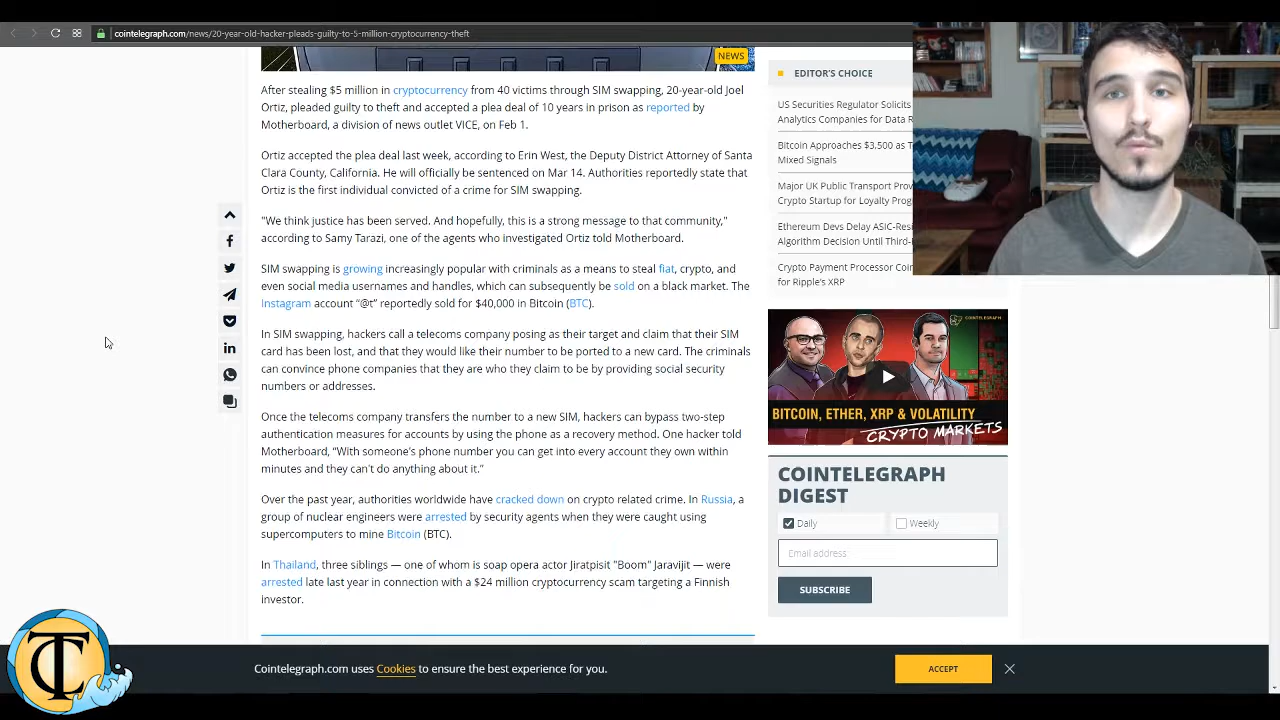 cointelegraph.com/news/20-year-old-hacker-pleads-guilty-to-5-million-cryptocurrency-theft
NEWS
After stealing $5 million in cryptocurrency from 40 victims through SIM swapping, 20-year-old Joel
Ortiz, pleaded guilty to theft and accepted a plea deal of 10 years in prison as reported by
Motherboard, a division of news outlet VICE, on Feb 1.
Ortiz accepted the plea deal last week, according to Erin West, the Deputy District Attorney of Santa
Clara County, California. He will officially be sentenced on Mar 14. Authorities reportedly state that
Ortiz is the first individual convicted of a crime for SIM swapping.
"We think justice has been served. And hopefully, this is a strong message to that community,"
according to Samy Tarazi, one of the agents who investigated Ortiz told Motherboard.
SIM swapping is growing increasingly popular with criminals as a means to steal fiat, crypto, and
even social media usernames and handles, which can subsequently be sold on a black market. The
Instagram account “@t” reportedly sold for $40,000 in Bitcoin (BTC).
In SIM swapping, hackers call a telecoms company posing as their target and claim that their SIM
card has been lost, and that they would like their number to be ported to a new card. The criminals
can convince phone companies that they are who they claim to be by providing social security
numbers or addresses.
Once the telecoms company transfers the number to a new SIM, hackers can bypass two-step
authentication measures for accounts by using the phone as a recovery method. One hacker told
Motherboard, “With someone’s phone number you can get into every account they own within
minutes and they can’t do anything about it.”
Over the past year, authorities worldwide have cracked down on crypto related crime. In Russia, a
group of nuclear engineers were arrested by security agents when they were caught using
supercomputers to mine Bitcoin (BTC).
In Thailand, three siblings — one of whom is soap opera actor Jiratpisit "Boom" Jaravijit — were
arrested late last year in connection with a $24 million cryptocurrency scam targeting a Finnish
investor.
EDITOR'S CHOICE
US Securities Regulator Solicits
Analytics Companies for Data R
Bitcoin Approaches $3,500 as T
Mixed Signals
Major UK Public Transport Prov
Crypto Startup for Loyalty Prog
Ethereum Devs Delay ASIC-Resi
Algorithm Decision Until Third-
Crypto Payment Processor Coin
for Ripple's XRP
BITCOIN, ETHER, XRP & VOLATILITY
CRYPTO MARKETS
COINTELEGRAPH
DIGEST
Daily
Weekly
Email address
SUBSCRIBE
Cointelegraph.com uses Cookies to ensure the best experience for you.
ACCEPT